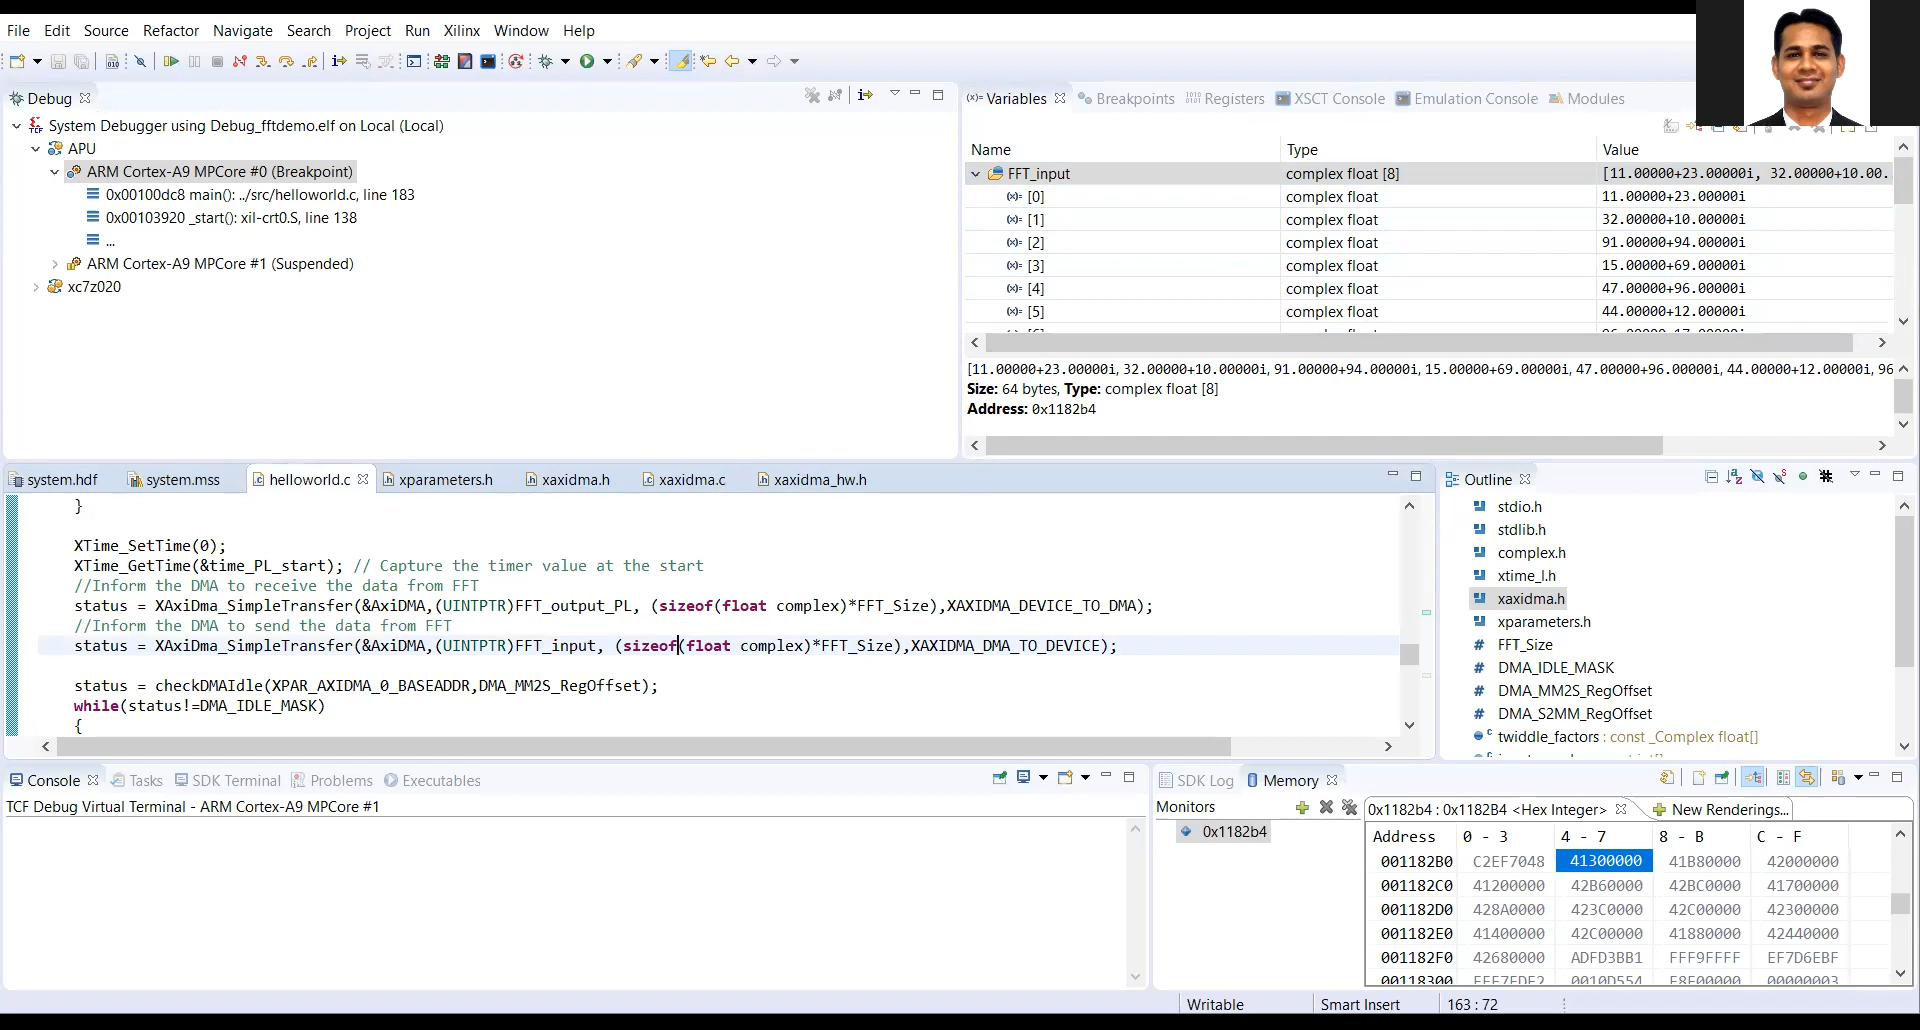 File Edit Source Refactor Navigate Search Project Run Xilinx Window Help
Debug
System Debugger using Debug_fftdemo.elf on Local (Local)
APU
ARM Cortex-A9 MPCore #0 (Breakpoint)
0x00100dc8 main(): ../src/helloworld.c, line 183
0x00103920 _start(): xil-crt0.S, line 138
...
ARM Cortex-A9 MPCore #1 (Suspended)
xc7z020
Variables Breakpoints Registers XSCT Console Emulation Console Modules
Name Type Value
FFT_input complex float [8] [11.00000+23.00000i, 32.00000+10.00..
[0] complex float 11.00000+23.00000i
[1] complex float 32.00000+10.00000i
[2] complex float 91.00000+94.00000i
[3] complex float 15.00000+69.00000i
[4] complex float 47.00000+96.00000i
[5] complex float 44.00000+12.00000i
[11.00000+23.00000i, 32.00000+10.00000i, 91.00000+94.00000i, 15.00000+69.00000i, 47.00000+96.00000i, 44.00000+12.00000i, 96
Size: 64 bytes, Type: complex float [8]
Address: 0x1182b4
system.hdf system.mss helloworld.c xparameters.h xaxidma.h xaxidma.c xaxidma_hw.h
}
XTime_SetTime(0);
XTime_GetTime(&time_PL_start); // Capture the timer value at the start
//Inform the DMA to receive the data from FFT
status = XAxiDma_SimpleTransfer(&AxiDMA,(UINTPTR)FFT_output_PL, (sizeof(float complex)*FFT_Size),XAXIDMA_DEVICE_TO_DMA);
//Inform the DMA to send the data from FFT
status = XAxiDma_SimpleTransfer(&AxiDMA,(UINTPTR)FFT_input, (sizeof(float complex)*FFT_Size),XAXIDMA_DMA_TO_DEVICE);
status = checkDMAIdle(XPAR_AXIDMA_0_BASEADDR,DMA_MM2S_RegOffset);
while(status!=DMA_IDLE_MASK)
{
Outline
stdio.h
stdlib.h
complex.h
xtime_l.h
xaxidma.h
xparameters.h
FFT_Size
DMA_IDLE_MASK
DMA_MM2S_RegOffset
DMA_S2MM_RegOffset
twiddle_factors : const _Complex float[]
Console Tasks SDK Terminal Problems Executables
TCF Debug Virtual Terminal - ARM Cortex-A9 MPCore #1
SDK Log Memory
Monitors
0x1182b4
0x1182b4 : 0x1182B4 <Hex Integer> New Renderings...
Address 0 - 3 4 - 7 8 - B C - F
001182B0 C2EF7048 41300000 41B80000 42000000
001182C0 41200000 42B60000 42BC0000 41700000
001182D0 428A0000 423C0000 42C00000 42300000
001182E0 41400000 42C00000 41880000 42440000
001182F0 42680000 ADFD3BB1 FFF9FFFF EF7D6EBF
Writable Smart Insert 163 : 72